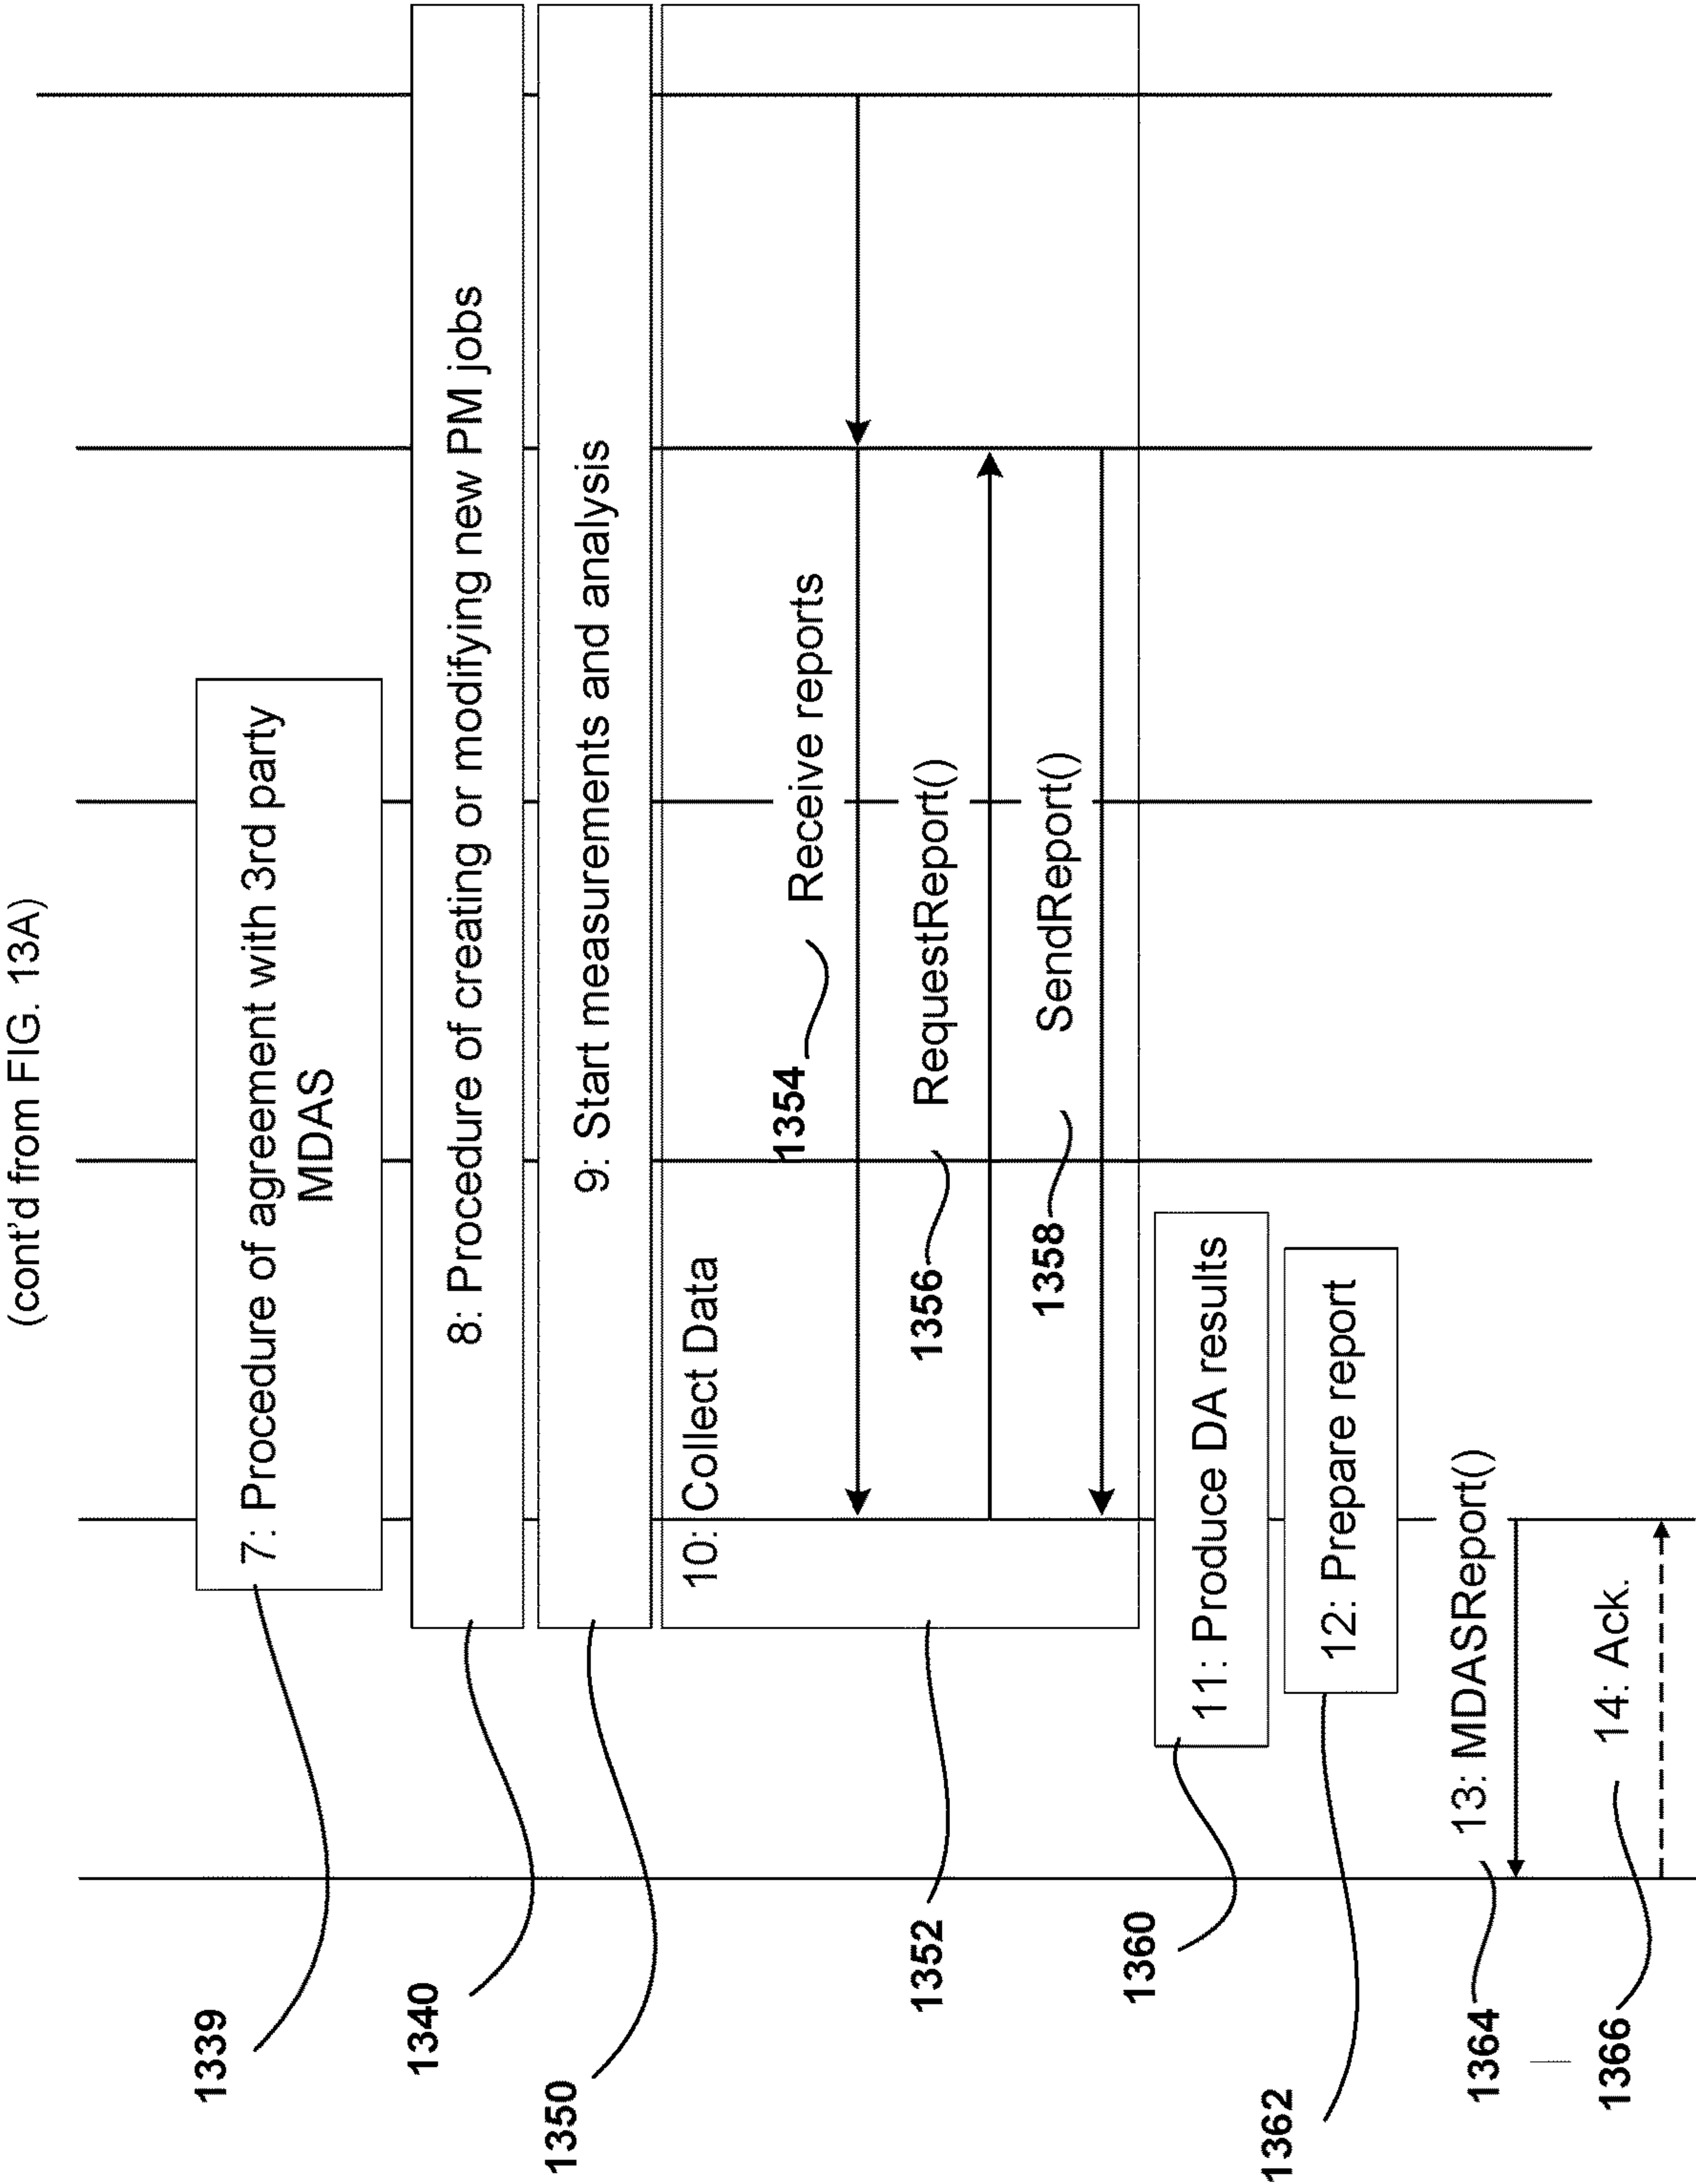 (cont'd from FIG. 13A)
1339
7: Procedure of agreement with 3rd party
MDAS
1340
8: Procedure of creating or modifying new PM jobs
1350
9: Start measurements and analysis
1352
10: Collect Data
1354
Receive reports
1356
RequestReport()
1358
SendReport()
1360
11: Produce DA results
1362
12: Prepare report
1364
13: MDASReport()
1366
14: Ack.